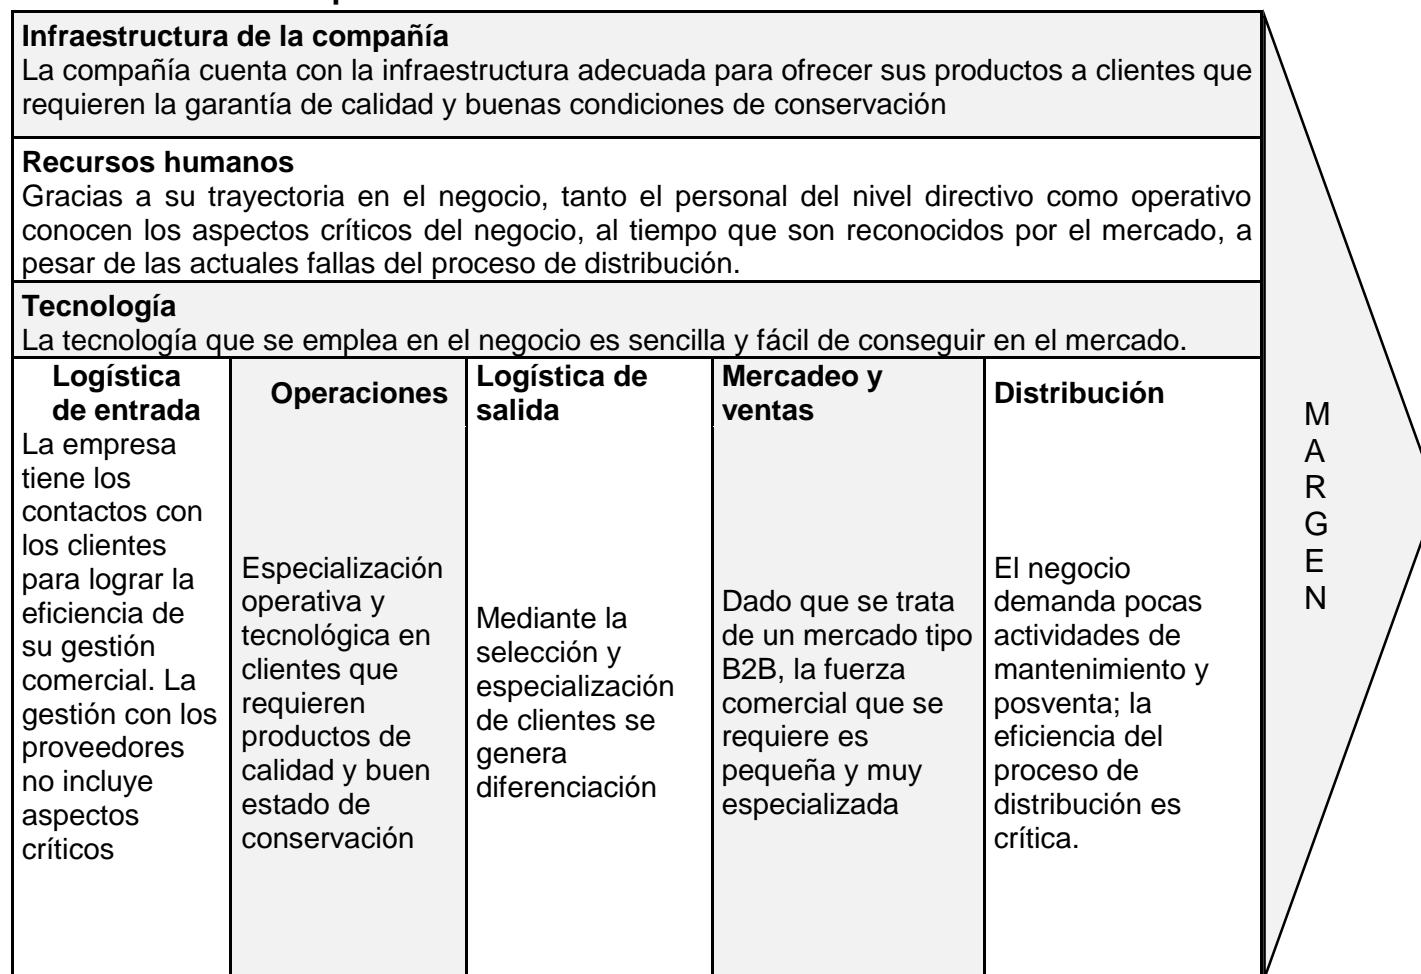 Infraestructura de la compañía
La compañía cuenta con la infraestructura adecuada para ofrecer sus productos a clientes que
requieren la garantía de calidad y buenas condiciones de conservación
Recursos humanos
Gracias a su trayectoria en el negocio, tanto el personal del nivel directivo como operativo
conocen los aspectos críticos del negocio, al tiempo que son reconocidos por el mercado, a
pesar de las actuales fallas del proceso de distribución.
Tecnología
La tecnología que se emplea en el negocio es sencilla y fácil de conseguir en el mercado.
Logística
de entrada
La empresa
tiene los
contactos con
los clientes
para lograr la
eficiencia de
su gestión
comercial. La
gestión con los
proveedores
no incluye
aspectos
críticos
Operaciones
Especialización
operativa y
tecnológica en
clientes que
requieren
productos de
calidad y buen
estado de
conservación
Logística de
salida
Mediante la
selección y
especialización
de clientes se
genera
diferenciación
Mercadeo y
ventas
Dado que se trata
de un mercado tipo
B2B, la fuerza
comercial que se
requiere es
pequeña y muy
especializada
Distribución
El negocio
demanda pocas
actividades de
mantenimiento y
posventa; la
eficiencia del
proceso de
distribución es
crítica.
M
A
R
G
E
N